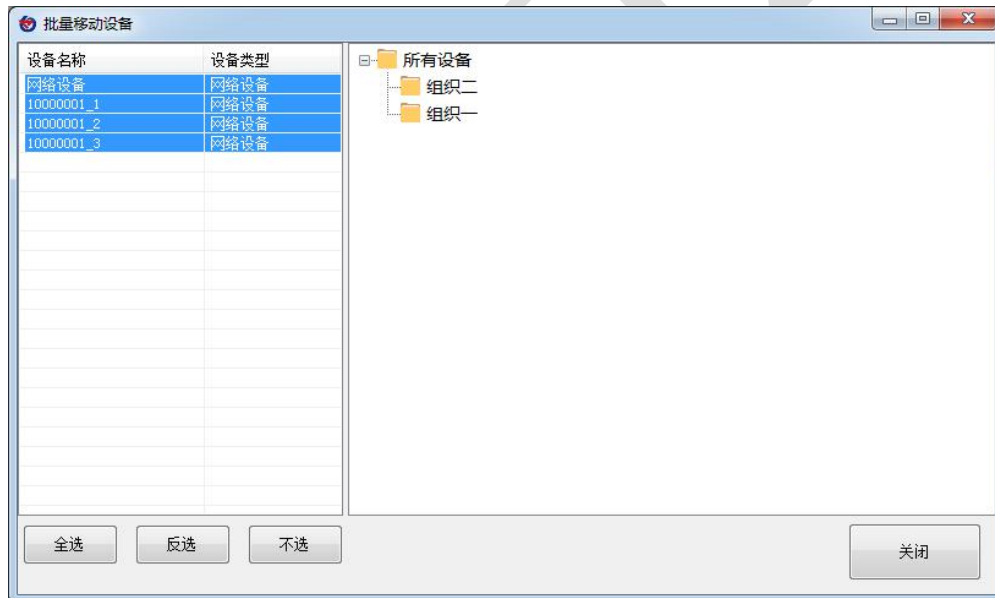 批量移动设备
设备名称 设备类型
网络设备 网络设备
10000001_1 网络设备
10000001_2 网络设备
10000001_3 网络设备
所有设备
组织二
组织一
全选 反选 不选 关闭